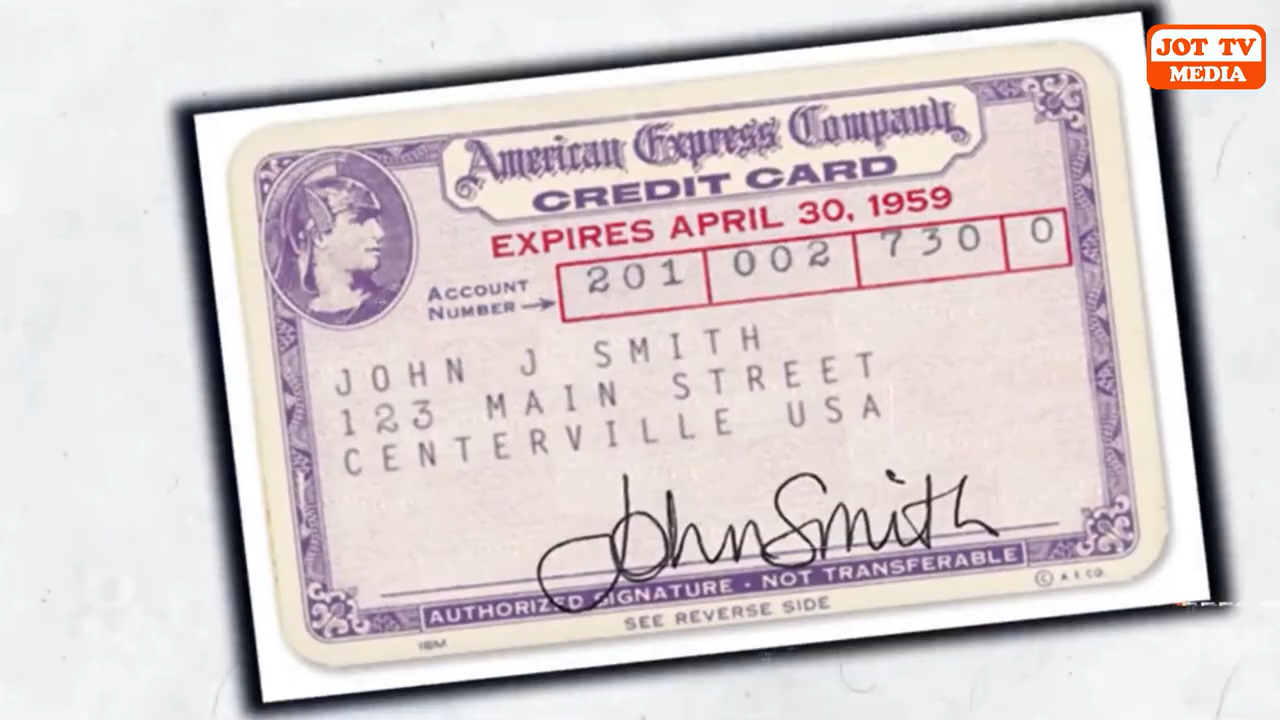 JOT TV
MEDIA
American Express Company
CREDIT CARD
EXPIRES APRIL 30, 1959
ACCOUNT
NUMBER→
201 002 730 0
JOHN J SMITH
123 MAIN STREET
CENTERVILLE USA
John Smith
AUTHORIZED SIGNATURE · NOT TRANSFERABLE
SEE REVERSE SIDE
IBM